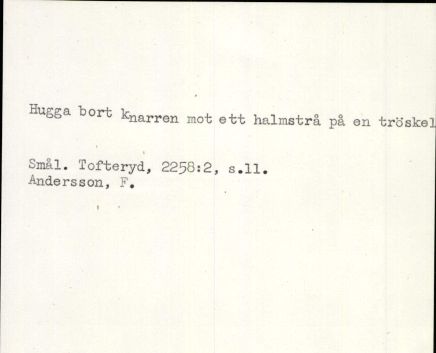 Hugga bort knarren mot ett halmstrå på en tröskel
Smål. Tofteryd, 2258:2, s.11.
Andersson, F.